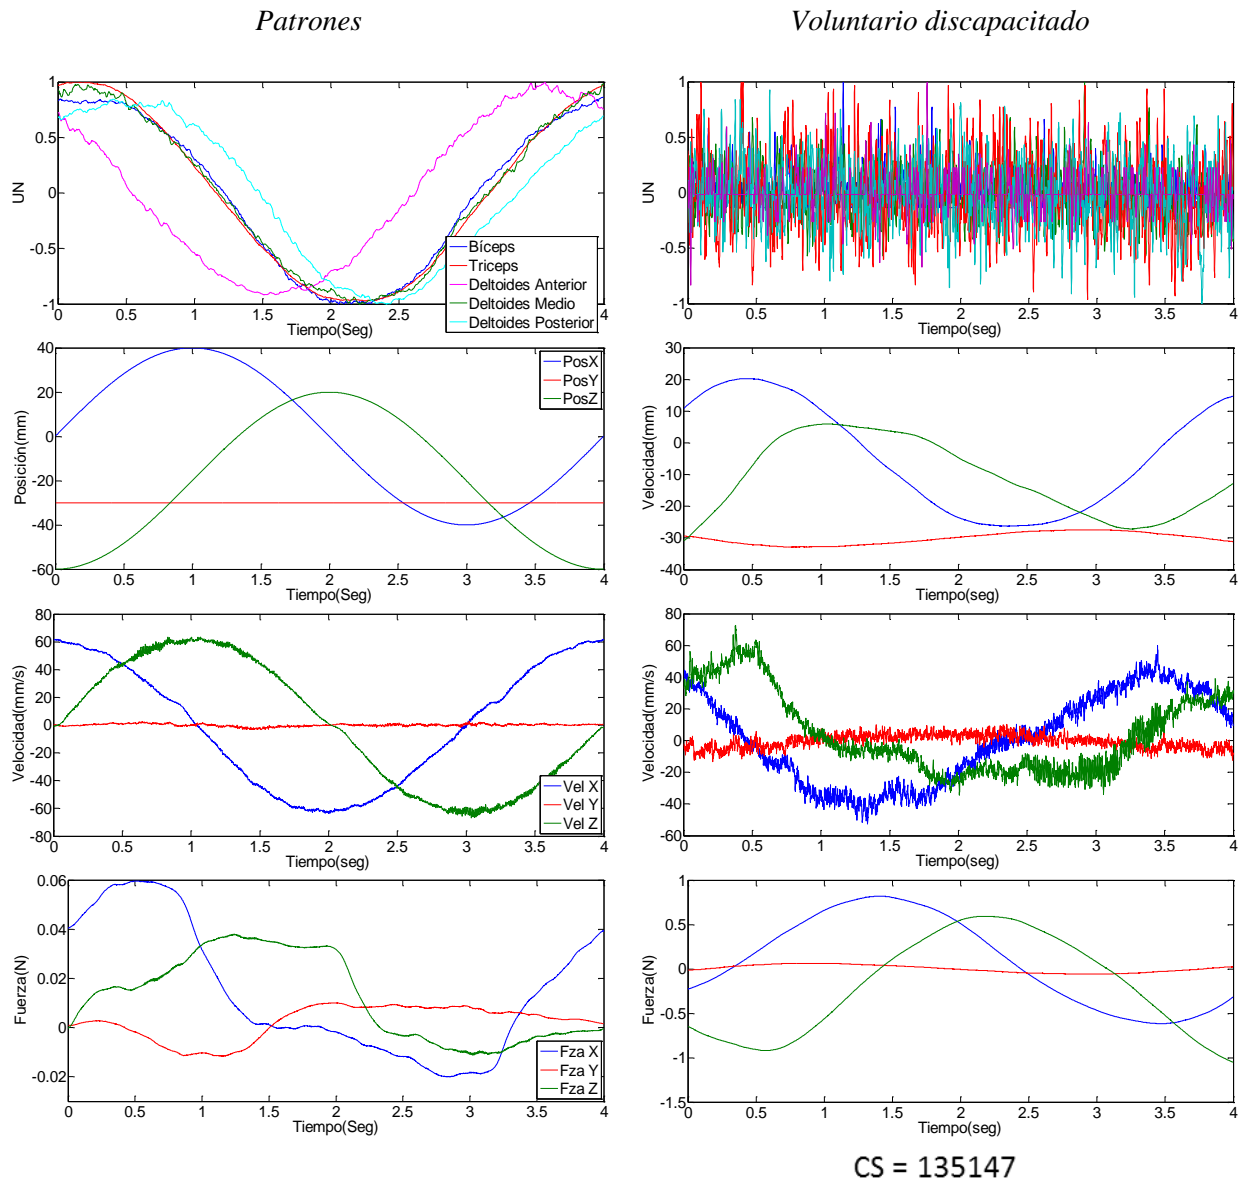 Patrones
Voluntario discapacitado
1
0.5
0
-0.5
-1
UN
0 0.5 1 1.5 2 2.5 3 3.5 4
Tiempo(Seg)
Bíceps
Triceps
Deltoides Anterior
Deltoides Medio
Deltoides Posterior
1
0.5
0
-0.5
-1
UN
0 0.5 1 1.5 2 2.5 3 3.5 4
Tiempo(Seg)
40
20
0
-20
-40
-60
Posición(mm)
0 0.5 1 1.5 2 2.5 3 3.5 4
Tiempo(Seg)
PosX
PosY
PosZ
30
20
10
0
-10
-20
-30
-40
Velocidad(mm)
0 0.5 1 1.5 2 2.5 3 3.5 4
Tiempo(seg)
80
60
40
20
0
-20
-40
-60
-80
Velocidad(mm/s)
0 0.5 1 1.5 2 2.5 3 3.5 4
Tiempo(seg)
Vel X
Vel Y
Vel Z
80
60
40
20
0
-20
-40
-60
Velocidad(mm/s)
0 0.5 1 1.5 2 2.5 3 3.5 4
Tiempo(seg)
0.06
0.04
0.02
0
-0.02
Fuerza(N)
0 0.5 1 1.5 2 2.5 3 3.5 4
Tiempo(Seg)
Fza X
Fza Y
Fza Z
1
0.5
0
-0.5
-1
-1.5
Fuerza(N)
0 0.5 1 1.5 2 2.5 3 3.5 4
Tiempo(seg)
CS = 135147